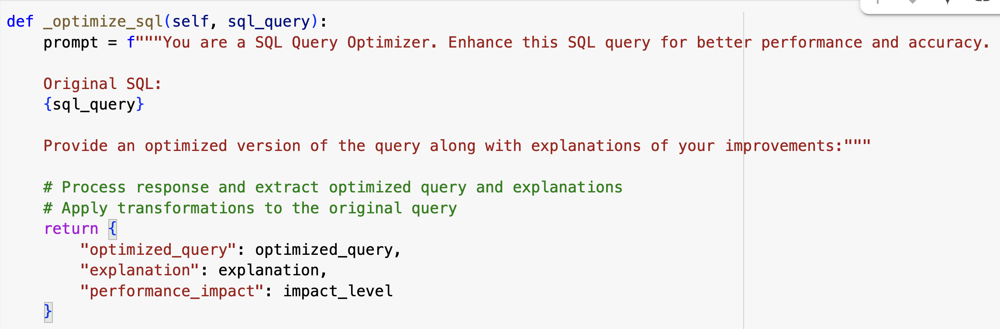 def _optimize_sql(self, sql_query):
    prompt = f"""You are a SQL Query Optimizer. Enhance this SQL query for better performance and accuracy.

    Original SQL:
    {sql_query}

    Provide an optimized version of the query along with explanations of your improvements:"""

    # Process response and extract optimized query and explanations
    # Apply transformations to the original query
    return {
        "optimized_query": optimized_query,
        "explanation": explanation,
        "performance_impact": impact_level
    }